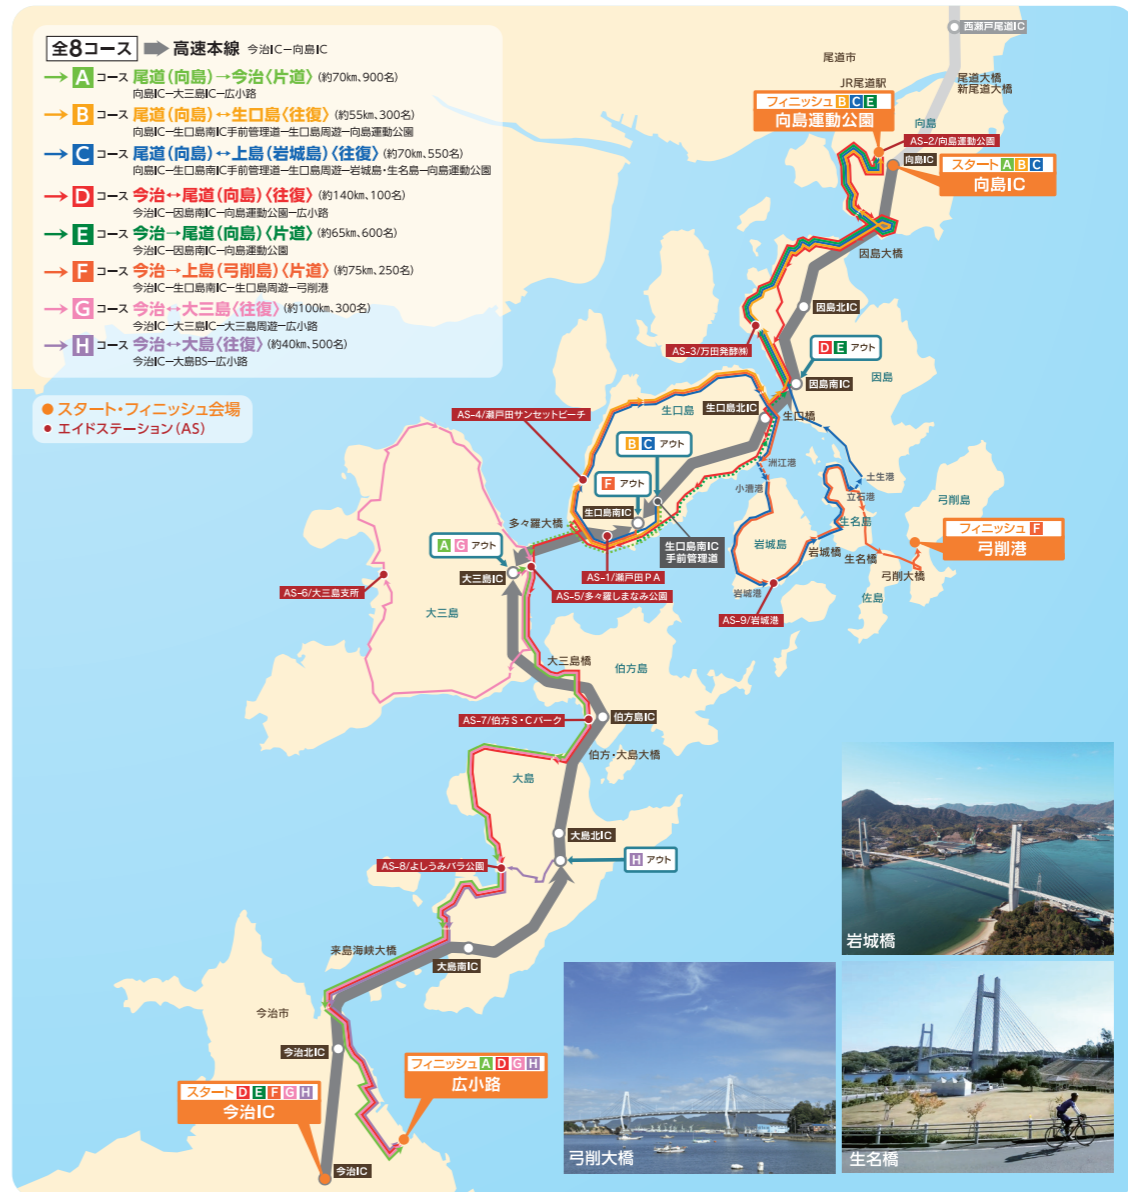 全8コース 高速本線 今治IC−向島IC
A コース 尾道(向島)→今治〈片道〉(約70km、900名)
向島IC−大三島IC−広小路
B コース 尾道(向島)↔生口島〈往復〉(約55km、300名)
向島IC−生口島南IC手前管理道−生口島周遊−向島運動公園
C コース 尾道(向島)↔上島(岩城島)〈往復〉(約70km、550名)
向島IC−生口島南IC手前管理道−生口島周遊−岩城島・生名島−向島運動公園
D コース 今治↔尾道(向島)〈往復〉(約140km、100名)
今治IC−因島南IC−向島運動公園−広小路
E コース 今治→尾道(向島)〈片道〉(約65km、600名)
今治IC−因島南IC−向島運動公園
F コース 今治→上島(弓削島)〈片道〉(約75km、250名)
今治IC−生口島南IC−生口島周遊−弓削港
G コース 今治↔大三島〈往復〉(約100km、300名)
今治IC−大三島IC−大三島周遊−広小路
H コース 今治↔大島〈往復〉(約40km、500名)
今治IC−大島BS−広小路
スタート・フィニッシュ会場
エイドステーション(AS)
西瀬戸尾道IC
尾道市
JR尾道駅
尾道大橋
新尾道大橋
フィニッシュ B C E
向島運動公園
向島
AS-2/向島運動公園
向島IC
スタート A B C
向島IC
因島大橋
因島北IC
AS-3/万田発酵㈱
D E アウト
因島南IC
因島
生口島北IC
生口橋
生口島
AS-4/瀬戸田サンセットビーチ
B C アウト
F アウト
洲江港
小漕港
土生港
立石港
生名島
弓削島
生口島南IC
多々羅大橋
フィニッシュ F
弓削港
生口島南IC
手前管理道
岩城島
岩城橋
生名橋
弓削大橋
佐島
岩城港
A G アウト
大三島IC
AS-1/瀬戸田PA
AS-5/多々羅しまなみ公園
AS-6/大三島支所
AS-9/岩城港
大三島
大三島橋
伯方島
AS-7/伯方S・Cパーク
伯方島IC
伯方・大島大橋
大島
大島北IC
AS-8/よしうみバラ公園
H アウト
来島海峡大橋
大島南IC
今治市
今治北IC
フィニッシュ A D G H
広小路
スタート D E F G H
今治IC
今治IC
岩城橋
弓削大橋
生名橋